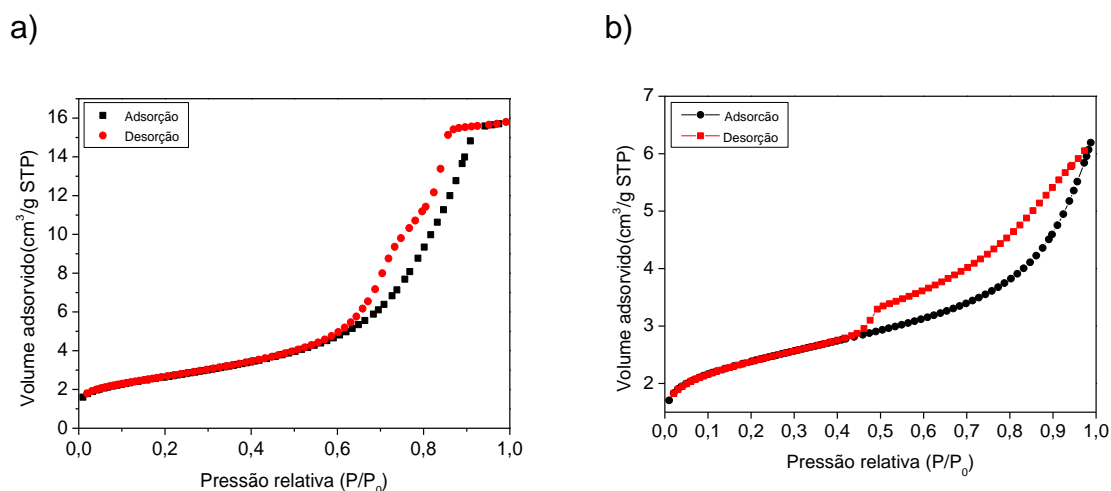 a)
b)
Adsorção
Desorção
Volume adsorvido(cm³/g STP)
16
14
12
10
8
6
4
2
0
0,0 0,2 0,4 0,6 0,8 1,0
Pressão relativa (P/P₀)
Adsorcão
Desorção
Volume adsorvido(cm³/g STP)
7
6
5
4
3
2
0,0 0,1 0,2 0,3 0,4 0,5 0,6 0,7 0,8 0,9 1,0
Pressão relativa (P/P₀)